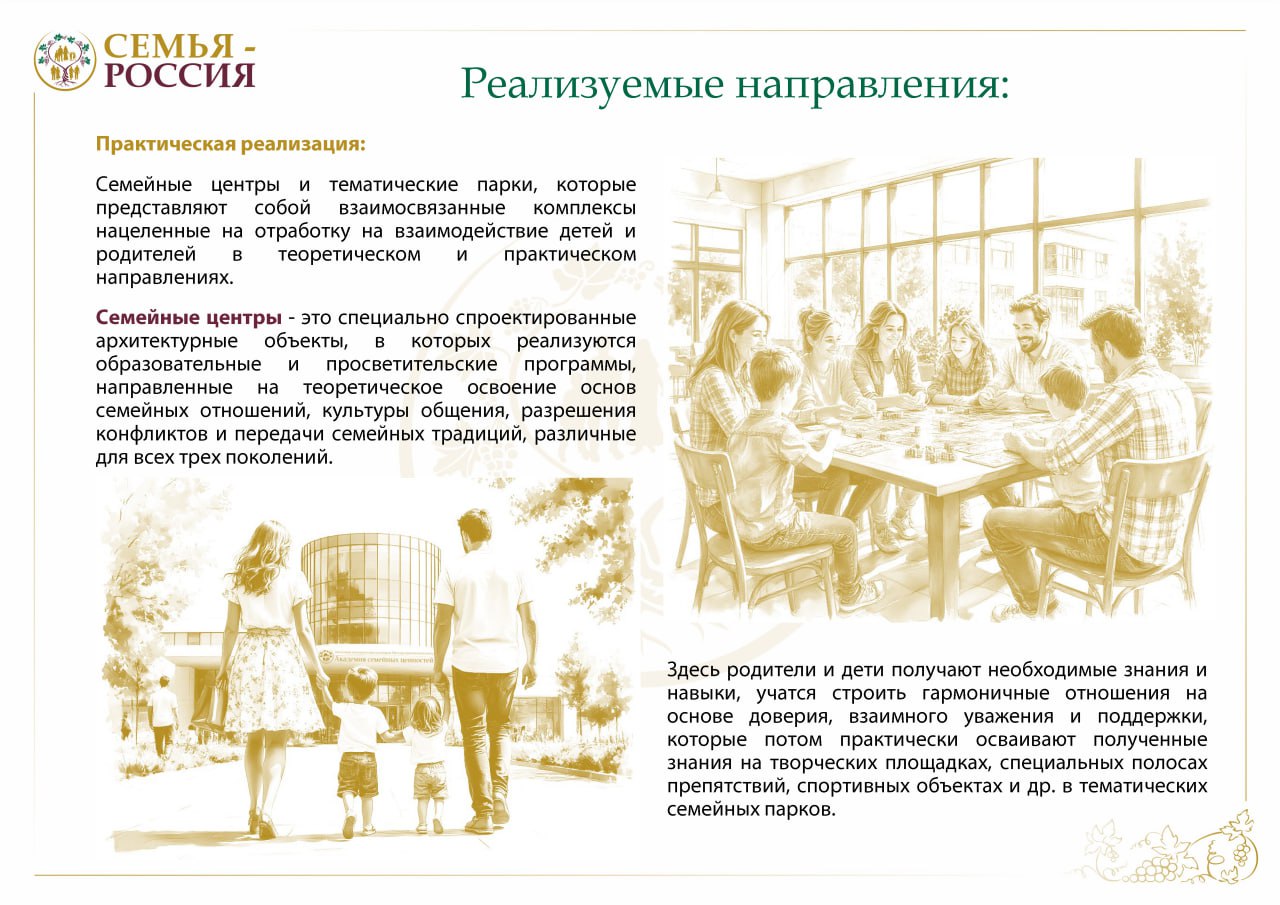 СЕМЬЯ -
РОССИЯ
Реализуемые направления:
Практическая реализация:
Семейные центры и тематические парки, которые
представляют собой взаимосвязанные комплексы
нацеленные на отработку на взаимодействие детей и
родителей в теоретическом и практическом
направлениях.
Семейные центры - это специально спроектированные
архитектурные объекты, в которых реализуются
образовательные и просветительские программы,
направленные на теоретическое освоение основ
семейных отношений, культуры общения, разрешения
конфликтов и передачи семейных традиций, различные
для всех трех поколений.
Академия семейных ценностей
Здесь родители и дети получают необходимые знания и
навыки, учатся строить гармоничные отношения на
основе доверия, взаимного уважения и поддержки,
которые потом практически осваивают полученные
знания на творческих площадках, специальных полосах
препятствий, спортивных объектах и др. в тематических
семейных парков.